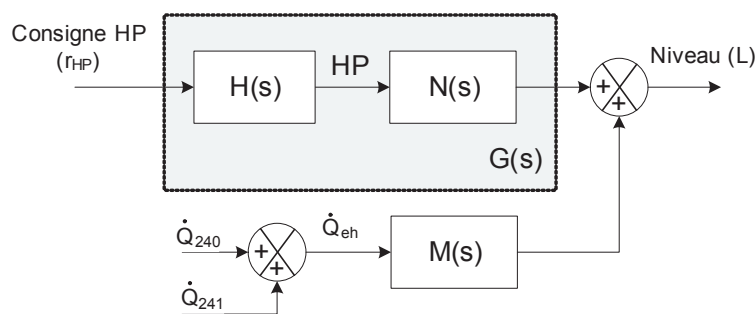 Consigne HP
(rHP)
H(s)
HP
N(s)
G(s)
+
+
Niveau (L)
Q̇240
Q̇241
+
+
Q̇eh
M(s)